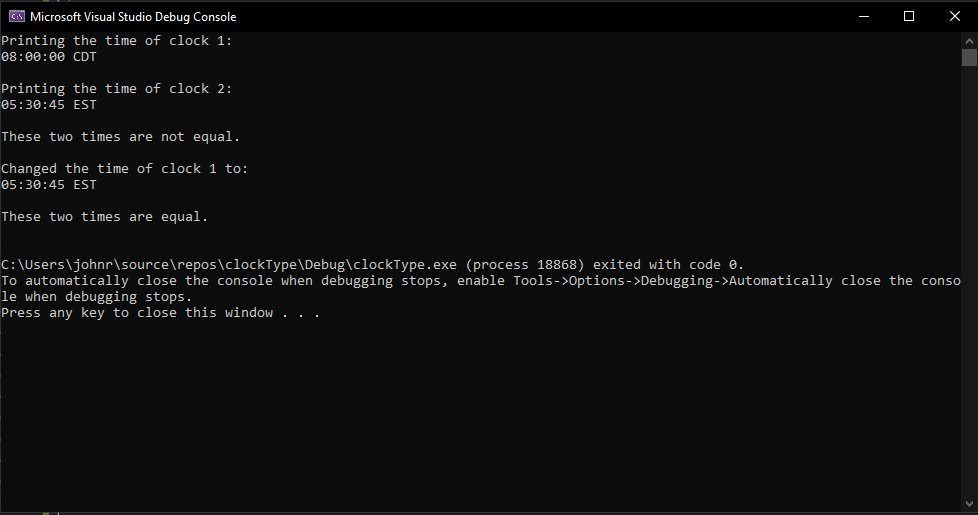 Microsoft Visual Studio Debug Console
Printing the time of clock 1:
08:00:00 CDT
Printing the time of clock 2:
05:30:45 EST
These two times are not equal.
Changed the time of clock 1 to:
05:30:45 EST
These two times are equal.
C:\Users\johnr\source\repos\clockType\Debug\clockType.exe (process 18868) exited with code 0.
To automatically close the console when debugging stops, enable Tools->Options->Debugging->Automatically close the conso
le when debugging stops.
Press any key to close this window . . .